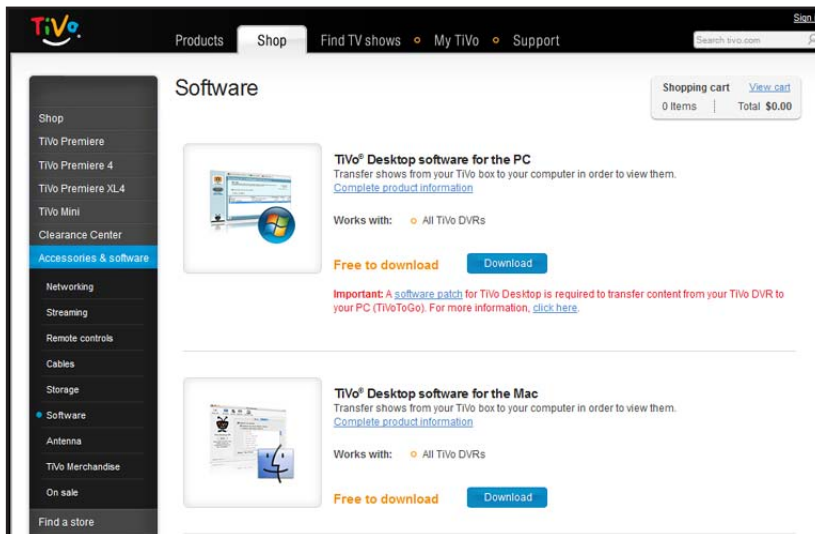 TiVo
Sign
Products Shop Find TV shows My TiVo Support
Search tivo.com
Software
Shopping cart View cart
0 Items | Total $0.00
Shop
TiVo Premiere
TiVo Premiere 4
TiVo Premiere XL4
TiVo Mini
Clearance Center
Accessories & software
Networking
Streaming
Remote controls
Cables
Storage
Software
Antenna
TiVo Merchandise
On sale
Find a store
TiVo® Desktop software for the PC
Transfer shows from your TiVo box to your computer in order to view them.
Complete product information
Works with: All TiVo DVRs
Free to download Download
Important: A software patch for TiVo Desktop is required to transfer content from your TiVo DVR to
your PC (TiVoToGo). For more information, click here.
TiVo® Desktop software for the Mac
Transfer shows from your TiVo box to your computer in order to view them.
Complete product information
Works with: All TiVo DVRs
Free to download Download